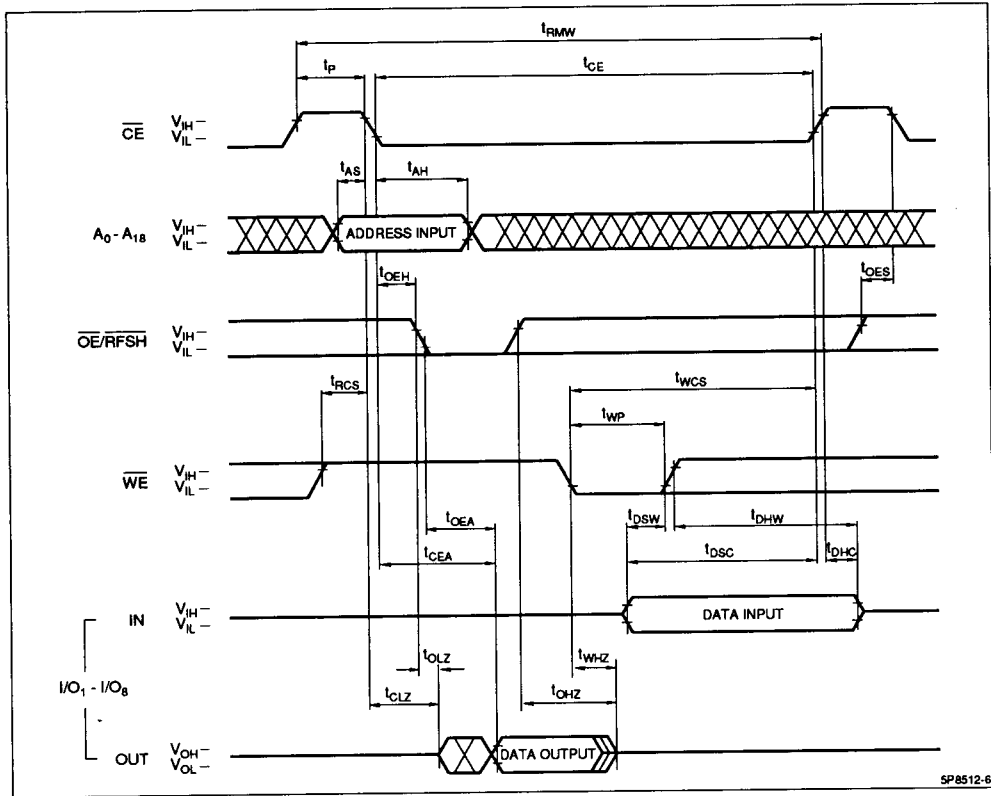 tRMW
tP
tCE
CE VIH
VIL
tAS
tAH
A0 - A18 VIH
VIL
ADDRESS INPUT
tOEH
tOES
OE/RFSH VIH
VIL
tRCS
tWCS
tWP
WE VIH
VIL
tOEA
tDSW
tDHW
tCEA
tDSC
tDHC
IN VIH
VIL
DATA INPUT
tOLZ
tWHZ
I/O1 - I/O8
tCLZ
tOHZ
OUT VOH
VOL
DATA OUTPUT
5P8512-6